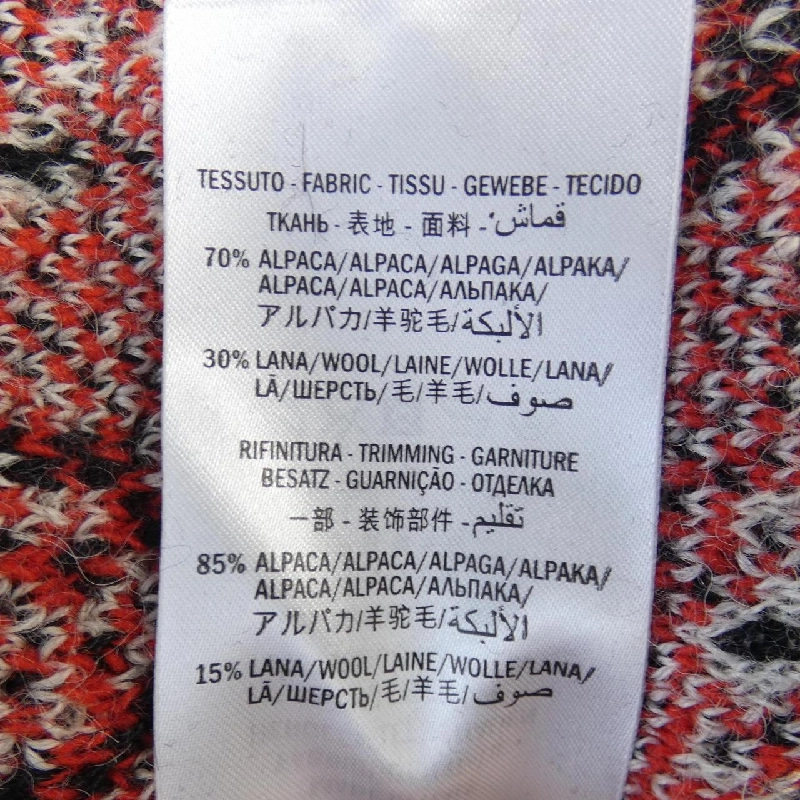 TESSUTO - FABRIC - TISSU - GEWEBE - TECIDO
ТКАНЬ - 表地 - 面料 - قماش
70% ALPACA/ALPACA/ALPAGA/ALPAKA/
ALPACA/ALPACA/АЛЬПАКА/
アルパカ/羊驼毛/الألبكة
30% LANA/WOOL/LAINE/WOLLE/LANA/
LÃ/ШЕРСТЬ/毛/羊毛/صوف
RIFINITURA - TRIMMING - GARNITURE
BESATZ - GUARNIÇÃO - ОТДЕЛКА
一部 - 装饰部件 - تقليم
85% ALPACA/ALPACA/ALPAGA/ALPAKA/
ALPACA/ALPACA/АЛЬПАКА/
アルパカ/羊驼毛/الألبكة
15% LANA/WOOL/LAINE/WOLLE/LANA/
LÃ/ШЕРСТЬ/毛/羊毛/صوف